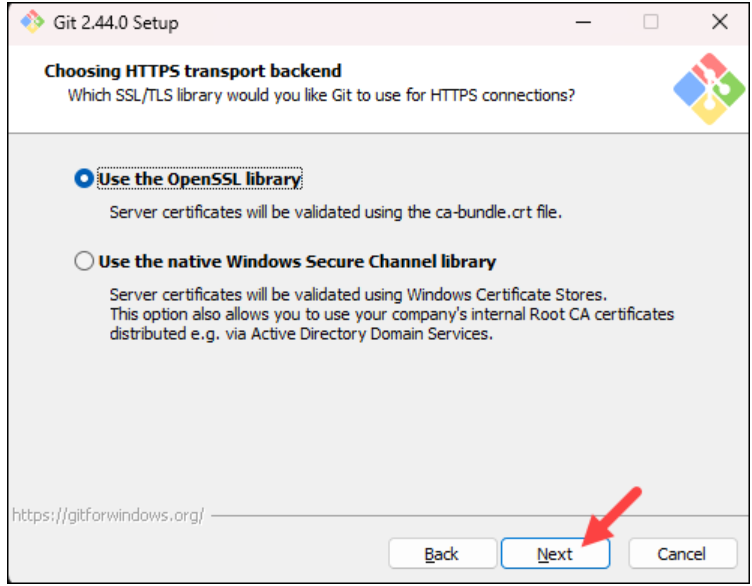 Git 2.44.0 Setup
Choosing HTTPS transport backend
Which SSL/TLS library would you like Git to use for HTTPS connections?
Use the OpenSSL library
Server certificates will be validated using the ca-bundle.crt file.
Use the native Windows Secure Channel library
Server certificates will be validated using Windows Certificate Stores.
This option also allows you to use your company's internal Root CA certificates
distributed e.g. via Active Directory Domain Services.
https://gitforwindows.org/
Back Next Cancel